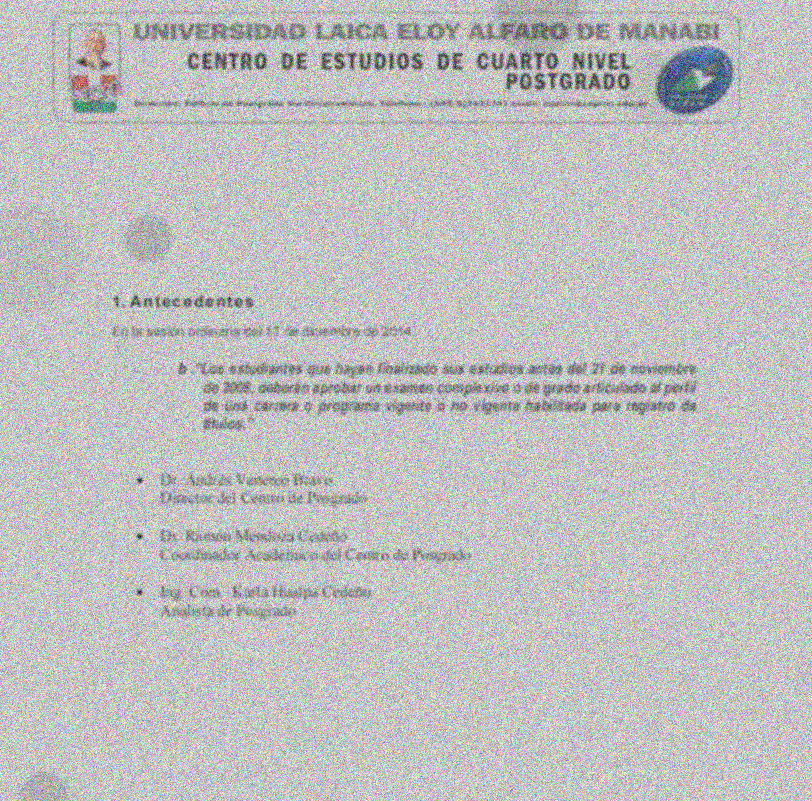 UNIVERSIDAD LAICA ELOY ALFARO DE MANABI
CENTRO DE ESTUDIOS DE CUARTO NIVEL
POSTGRADO
1. Antecedentes
En la sesión ordinaria del 17 de diciembre de 2014
b "Los estudiantes que hayan finalizado sus estudios antes del 21 de noviembre
de 2008, deberán aprobar un examen complexivo o de grado articulado al perfil
de una carrera o programa vigente o no vigente habilitada para registro de
títulos."
• Dr. Andrés Venereo Bravo
Director del Centro de Posgrado
• Dr. Ramón Mendoza Cedeño
Coordinador Académico del Centro de Posgrado
• Ing. Com. Karla Cedeño
Analista de Posgrado